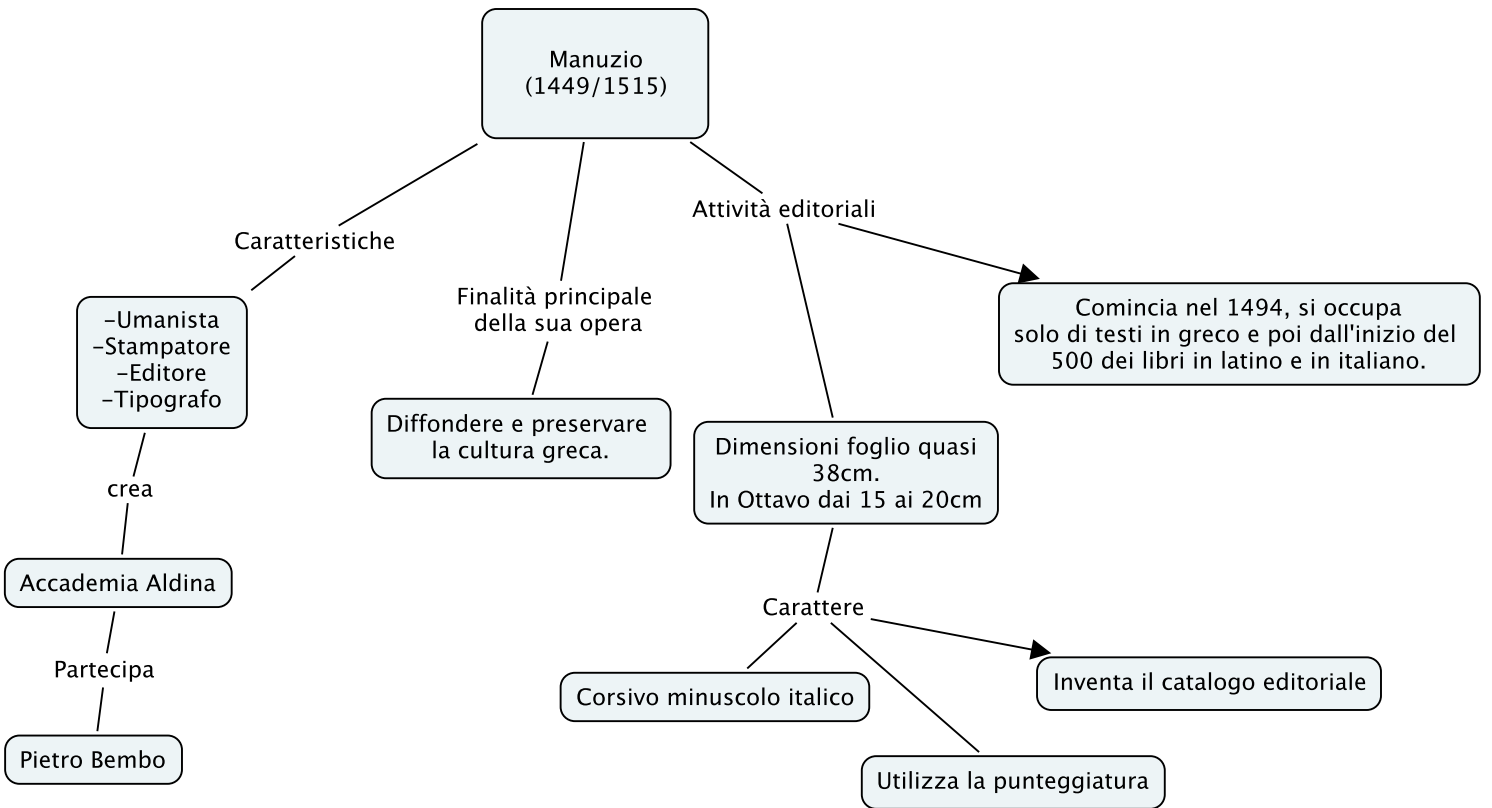 Manuzio
(1449/1515)
Caratteristiche
-Umanista
-Stampatore
-Editore
-Tipografo
crea
Accademia Aldina
Partecipa
Pietro Bembo
Finalità principale
della sua opera
Diffondere e preservare
la cultura greca.
Attività editoriali
Comincia nel 1494, si occupa
solo di testi in greco e poi dall'inizio del
500 dei libri in latino e in italiano.
Dimensioni foglio quasi
38cm.
In Ottavo dai 15 ai 20cm
Carattere
Corsivo minuscolo italico
Utilizza la punteggiatura
Inventa il catalogo editoriale